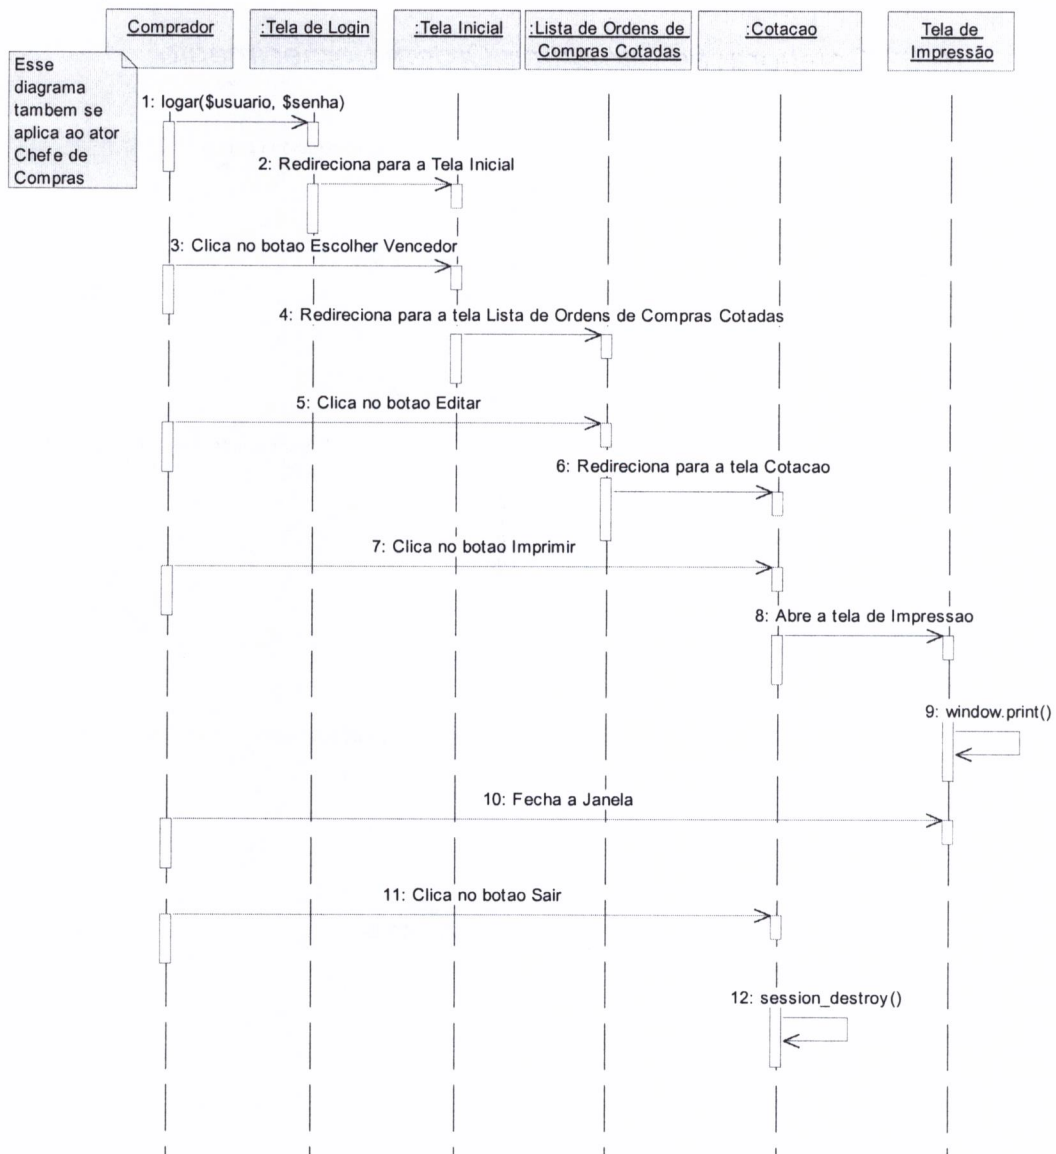 Comprador
:Tela de Login
:Tela Inicial
:Lista de Ordens de
Compras Cotadas
:Cotacao
Tela de
Impressão
Esse
diagrama
tambem se
aplica ao ator
Chefe de
Compras
1: logar($usuario, $senha)
2: Redireciona para a Tela Inicial
3: Clica no botao Escolher Vencedor
4: Redireciona para a tela Lista de Ordens de Compras Cotadas
5: Clica no botao Editar
6: Redireciona para a tela Cotacao
7: Clica no botao Imprimir
8: Abre a tela de Impressao
9: window.print()
10: Fecha a Janela
11: Clica no botao Sair
12: session_destroy()